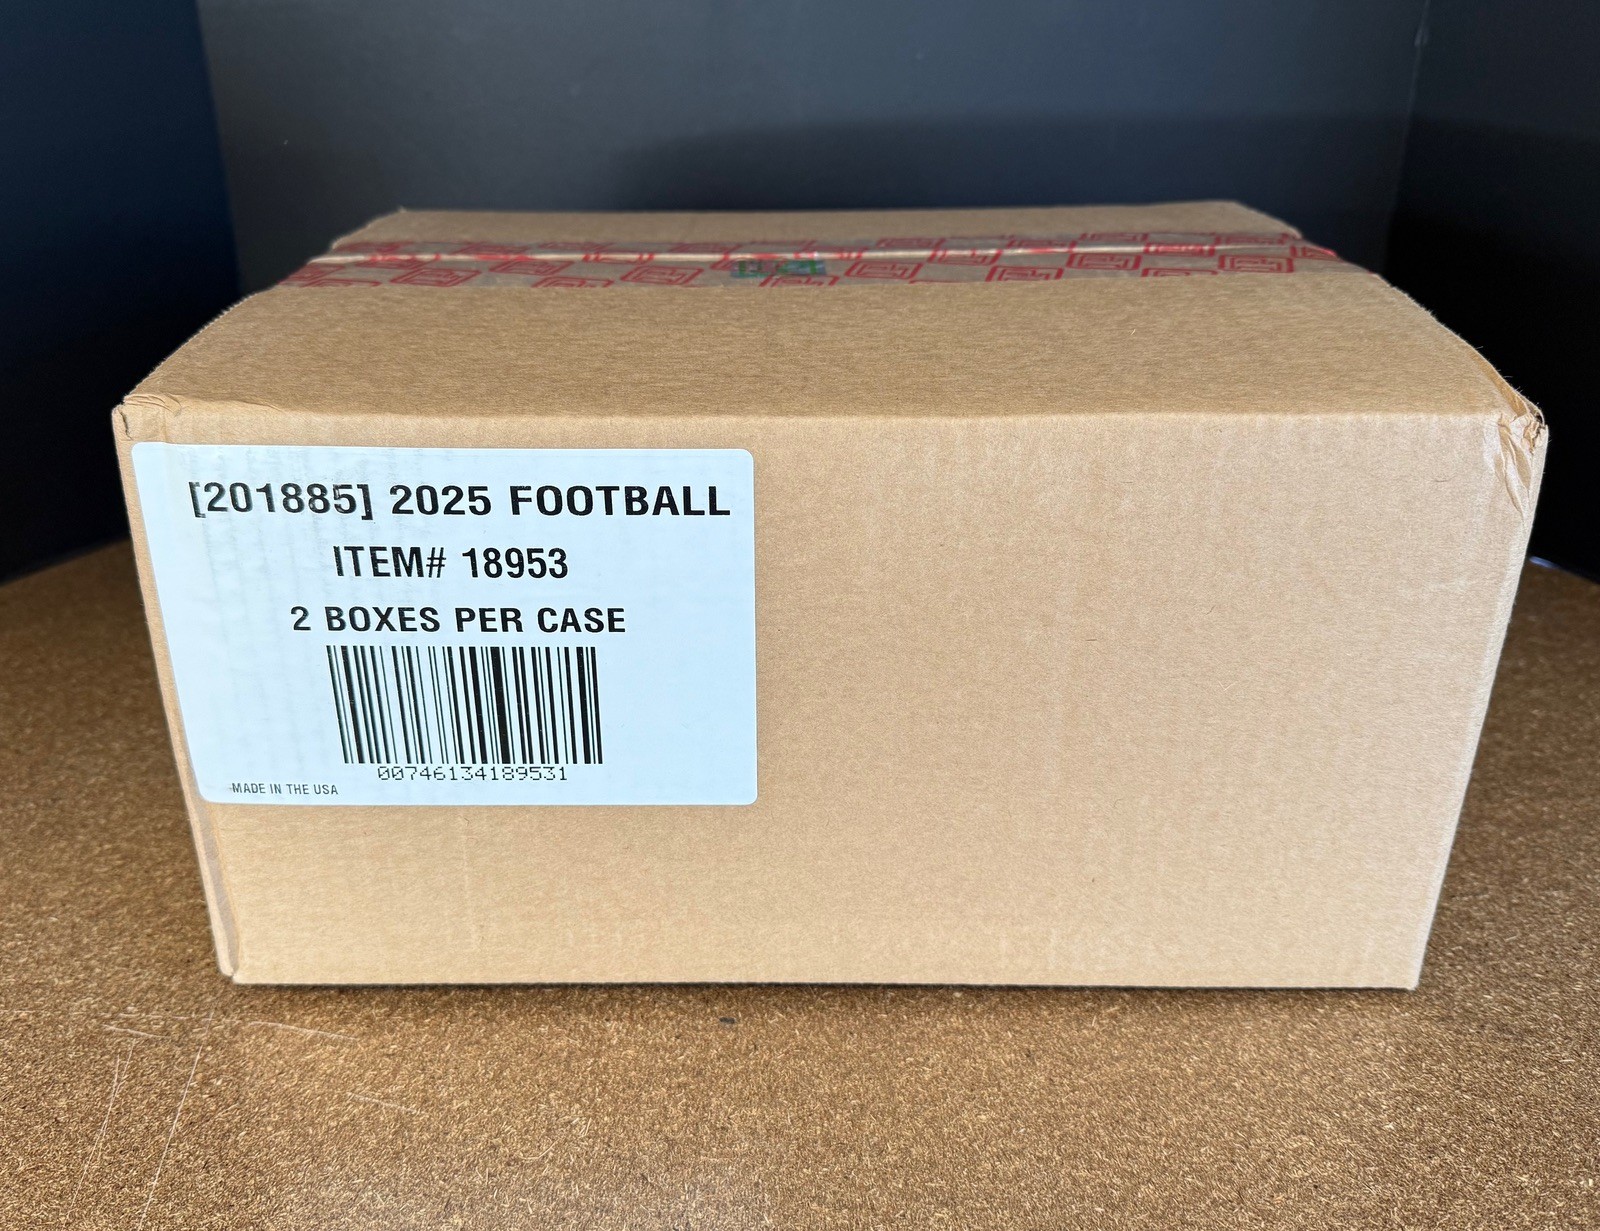 [201885] 2025 FOOTBALL
ITEM# 18953
2 BOXES PER CASE
00746134189531
MADE IN THE USA